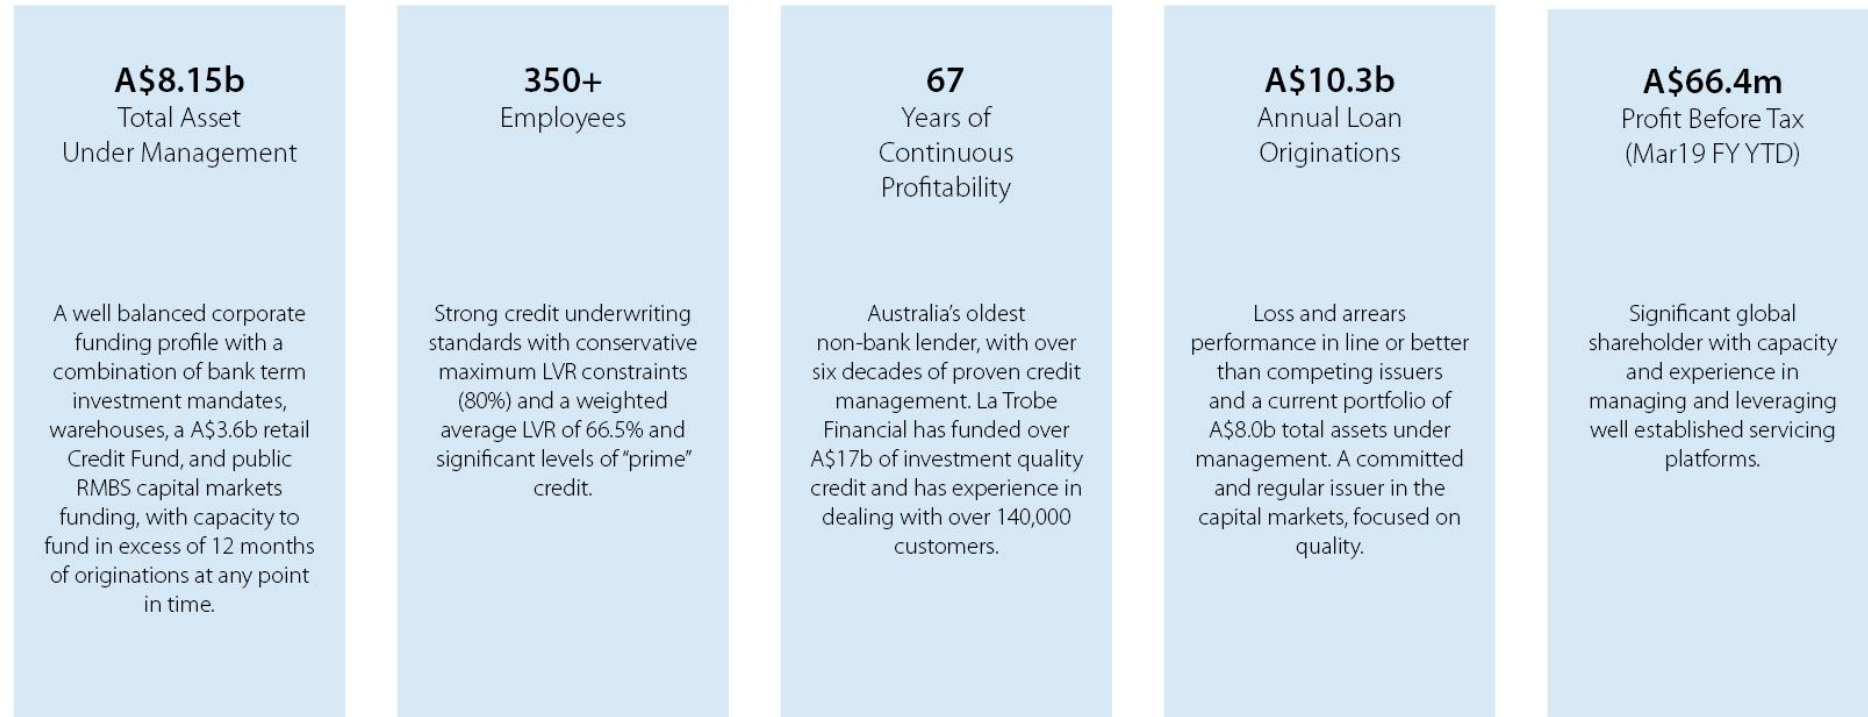 A$8.15b
Total Asset
Under Management
A well balanced corporate
funding profile with a
combination of bank term
investment mandates,
warehouses, a A$3.6b retail
Credit Fund, and public
RMBS capital markets
funding, with capacity to
fund in excess of 12 months
of originations at any point
in time.
350+
Employees
Strong credit underwriting
standards with conservative
maximum LVR constraints
(80%) and a weighted
average LVR of 66.5% and
significant levels of "prime"
credit.
67
Years of
Continuous
Profitability
Australia's oldest
non-bank lender, with over
six decades of proven credit
management. La Trobe
Financial has funded over
A$17b of investment quality
credit and has experience in
dealing with over 140,000
customers.
A$10.3b
Annual Loan
Originations
Loss and arrears
performance in line or better
than competing issuers
and a current portfolio of
A$8.0b total assets under
management. A committed
and regular issuer in the
capital markets, focused on
quality.
A$66.4m
Profit Before Tax
(Mar19 FY YTD)
Significant global
shareholder with capacity
and experience in
managing and leveraging
well established servicing
platforms.